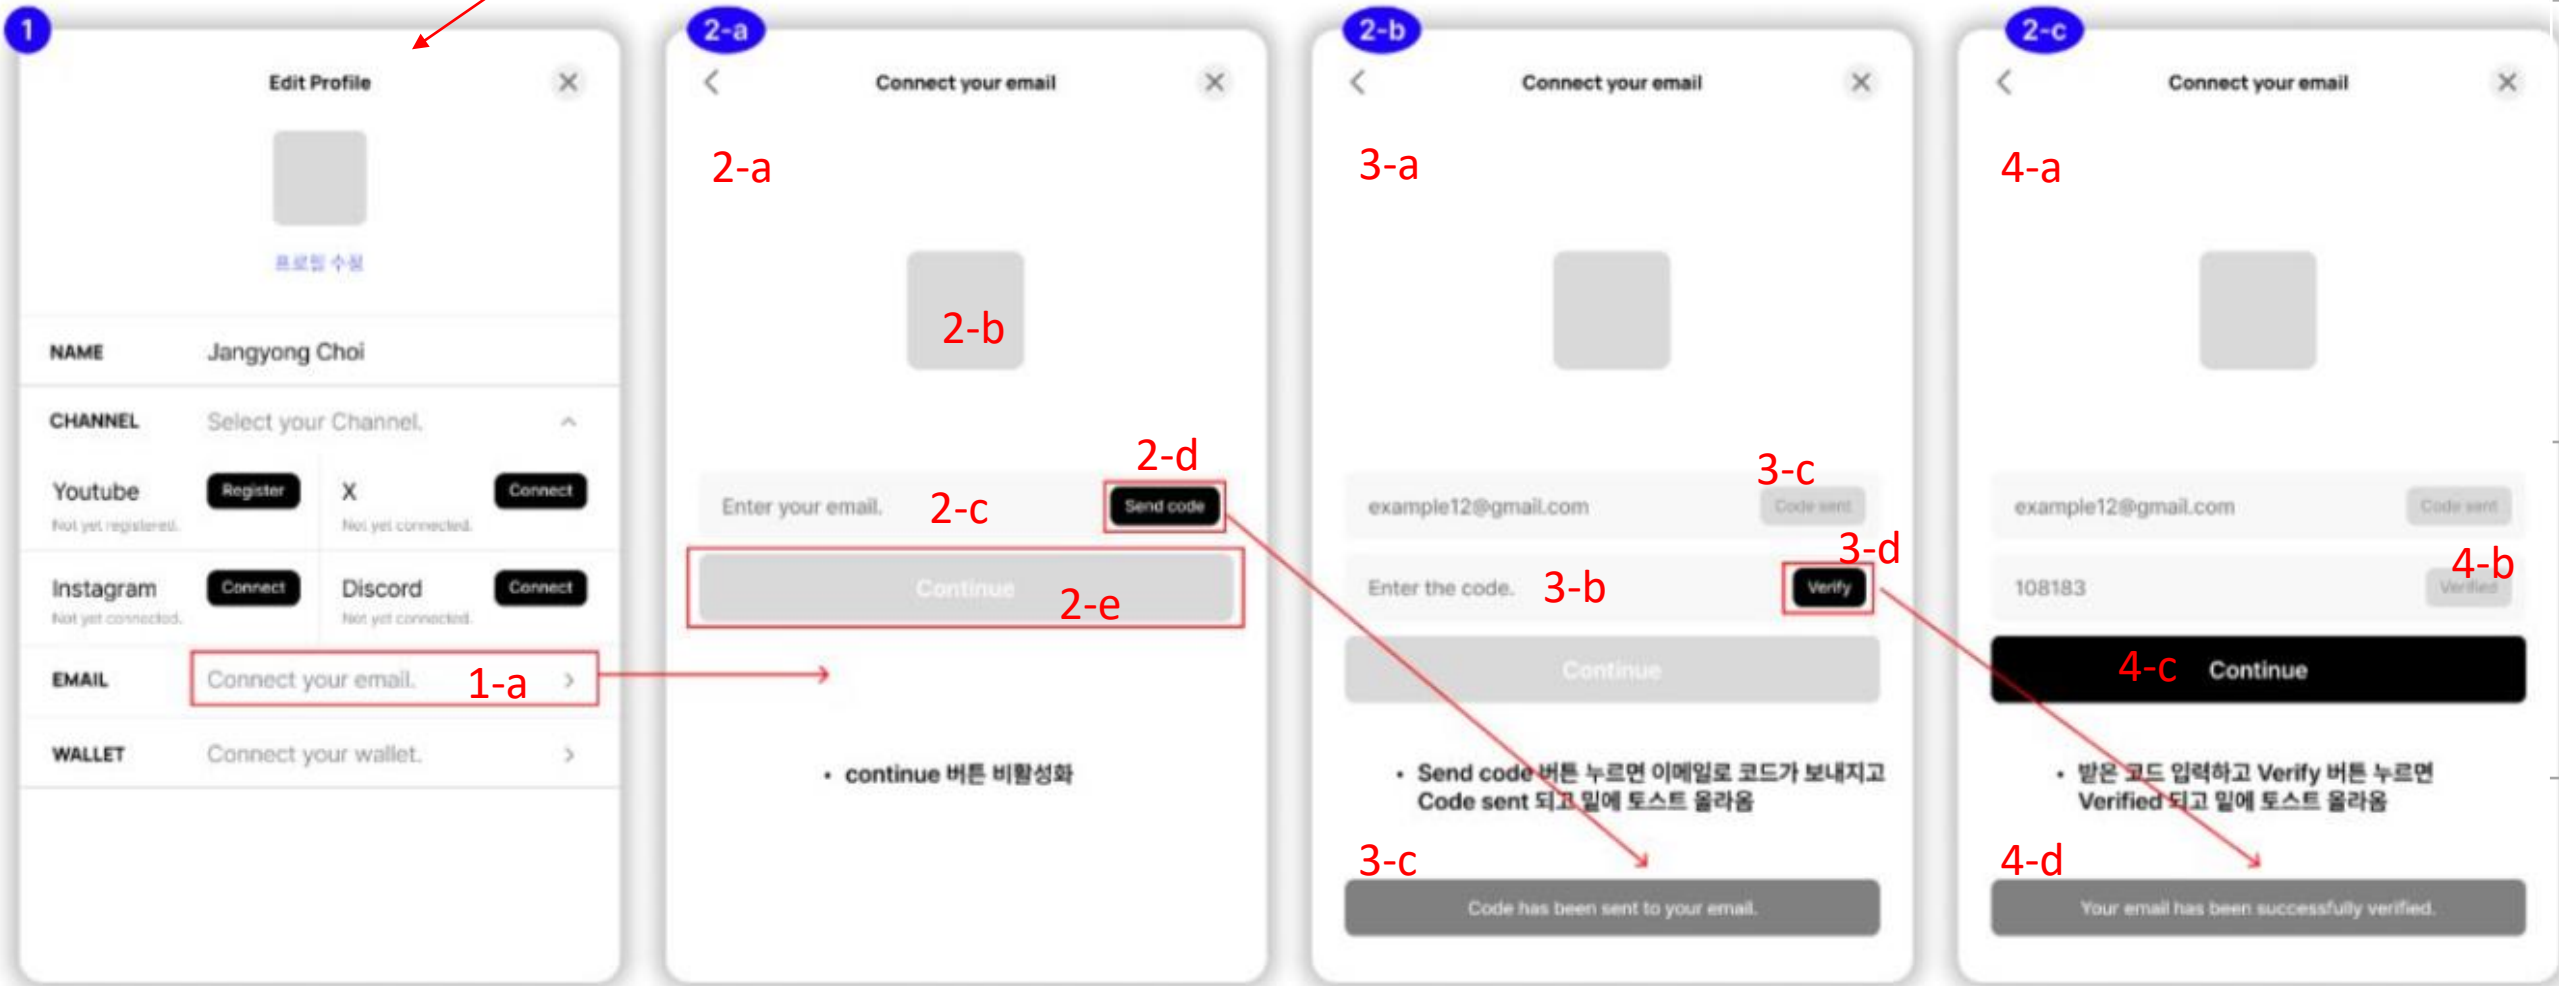 1
Edit Profile
프로필 수정
NAME Jangyong Choi
CHANNEL Select your Channel.
Youtube Register X Connect
Not yet registered. Not yet connected.
Instagram Connect Discord Connect
Not yet connected. Not yet connected.
EMAIL Connect your email. 1-a
WALLET Connect your wallet.
2-a
Connect your email
2-a
2-b
2-d
Enter your email. 2-c Send code
Continue 2-e
• continue 버튼 비활성화
2-b
Connect your email
3-a
3-c
example12@gmail.com Code sent
3-d
Enter the code. 3-b Verify
Continue
• Send code 버튼 누르면 이메일로 코드가 보내지고
Code sent 되고 밑에 토스트 올라옴
3-c
Code has been sent to your email.
2-c
Connect your email
4-a
example12@gmail.com Code sent
4-b
108183 Verified
4-c Continue
• 받은 코드 입력하고 Verify 버튼 누르면
Verified 되고 밑에 토스트 올라옴
4-d
Your email has been successfully verified.